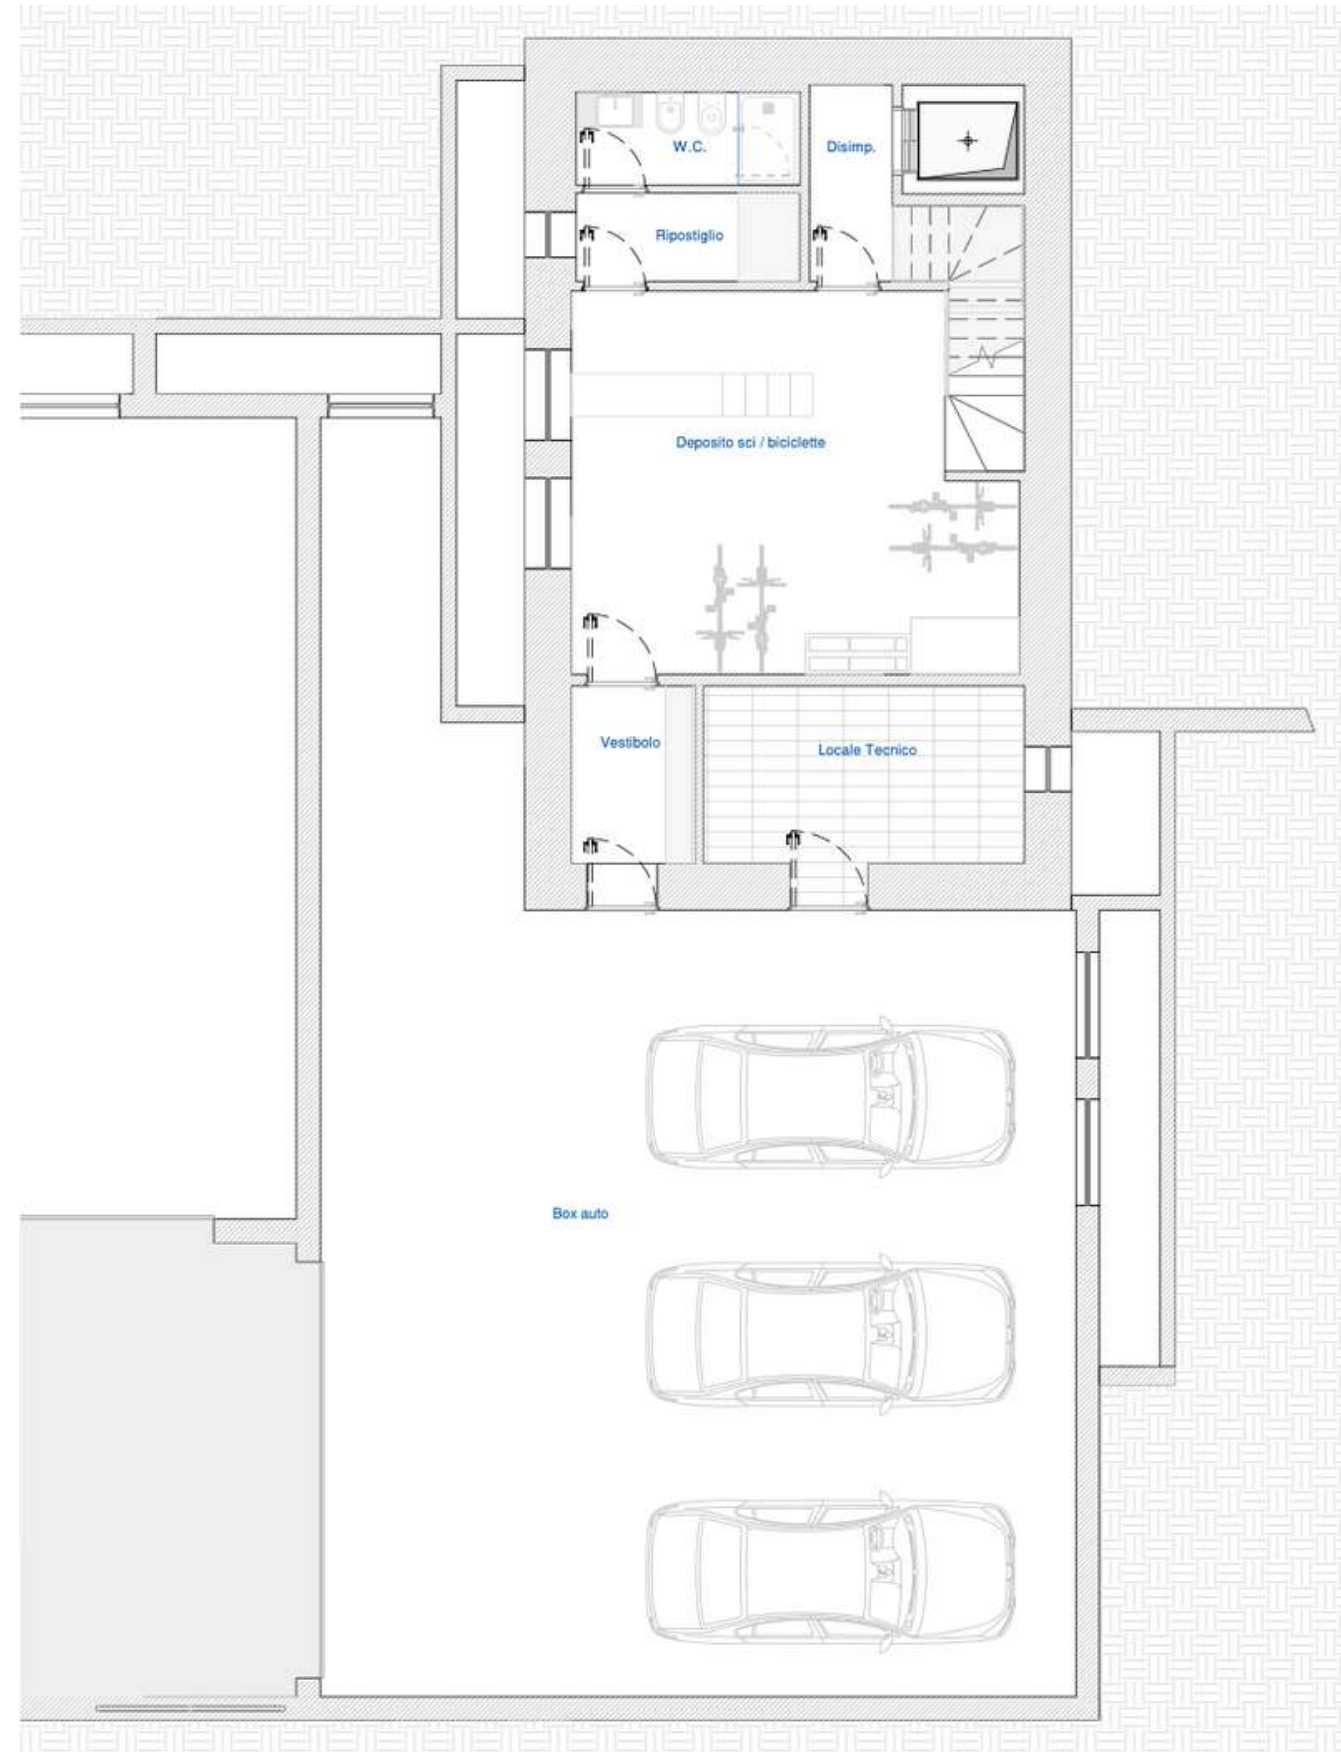 W.C.
Disimp.
Ripostiglio
Deposito sci / biciclette
Vestibolo
Locale Tecnico
Box auto